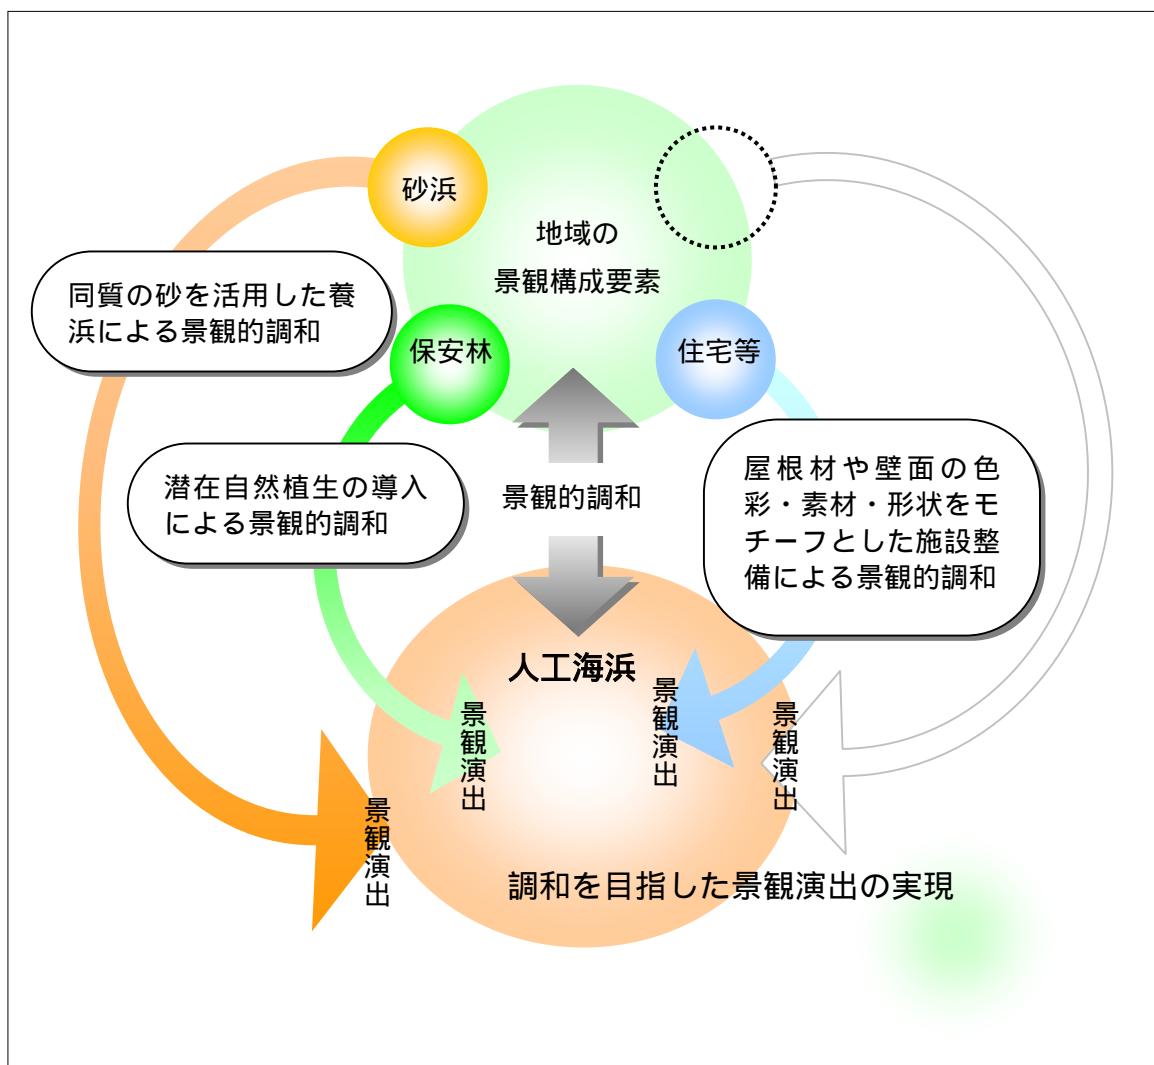 砂浜
地域の
景観構成要素
同質の砂を活用した養
浜による景観的調和
保安林
住宅等
潜在自然植生の導入
による景観的調和
景観的調和
屋根材や壁面の色
彩・素材・形状をモ
チーフとした施設整
備による景観的調和
人工海浜
景観演出
景観演出
景観演出
景観演出
調和を目指した景観演出の実現